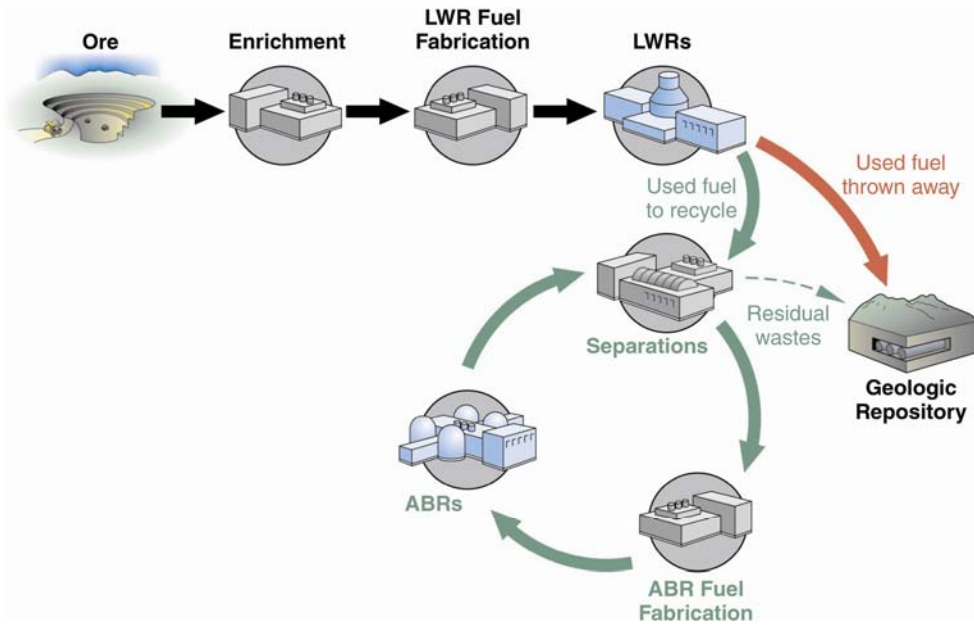 Ore
Enrichment
LWR Fuel
Fabrication
LWRs
Used fuel
to recycle
Used fuel
thrown away
Separations
Residual
wastes
Geologic
Repository
ABRs
ABR Fuel
Fabrication